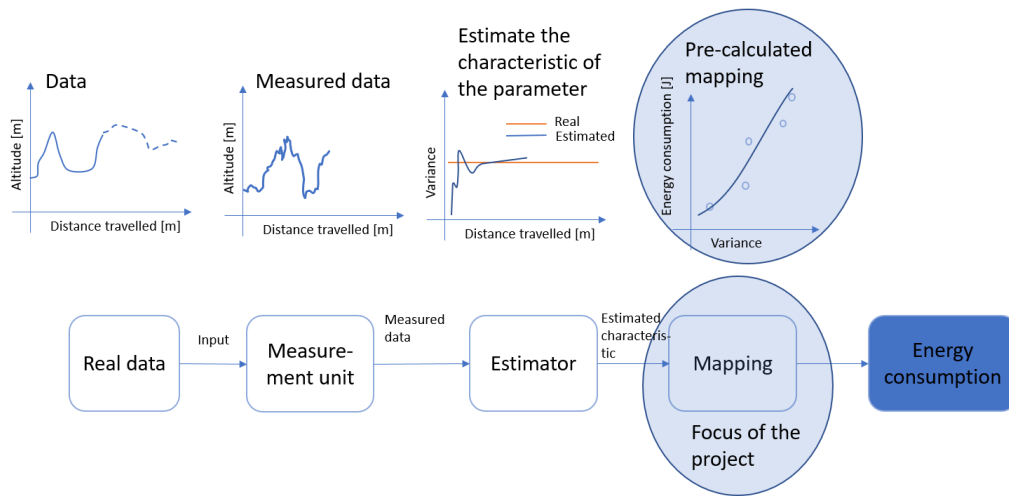 Data
Altitude [m]
Distance travelled [m]
Measured data
Altitude [m]
Distance travelled [m]
Estimate the
characteristic of
the parameter
Real
Estimated
Variance
Distance travelled [m]
Pre-calculated
mapping
Energy consumption [J]
Variance
Real data
Input
Measure-
ment unit
Measured
data
Estimator
Estimated
characteris-
tic
Mapping
Energy
consumption
Focus of the
project